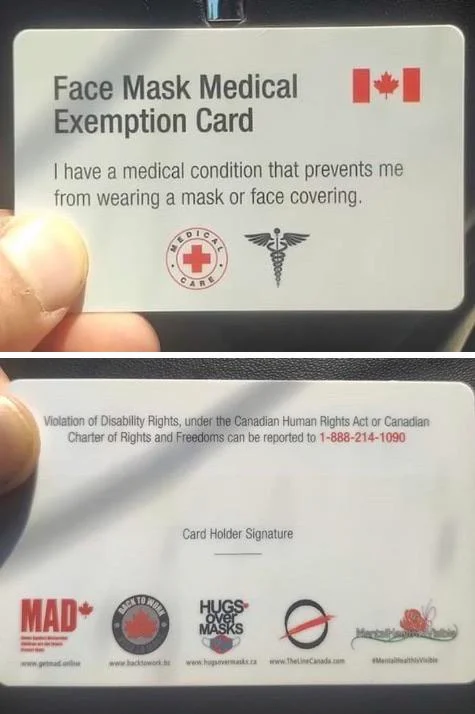 Face Mask Medical
Exemption Card
I have a medical condition that prevents me
from wearing a mask or face covering.
MEDICAL
CARE
Violation of Disability Rights, under the Canadian Human Rights Act or Canadian
Charter of Rights and Freedoms can be reported to 1-888-214-1090
Card Holder Signature
MAD
BACK TO WORK
HUGS
over
MASKS
MentalHealthIsVisible
www.getmad.online
www.backtowork.bz
www.hugsovermasks.ca
www.TheLineCanada.com
#MentalHealthIsVisible